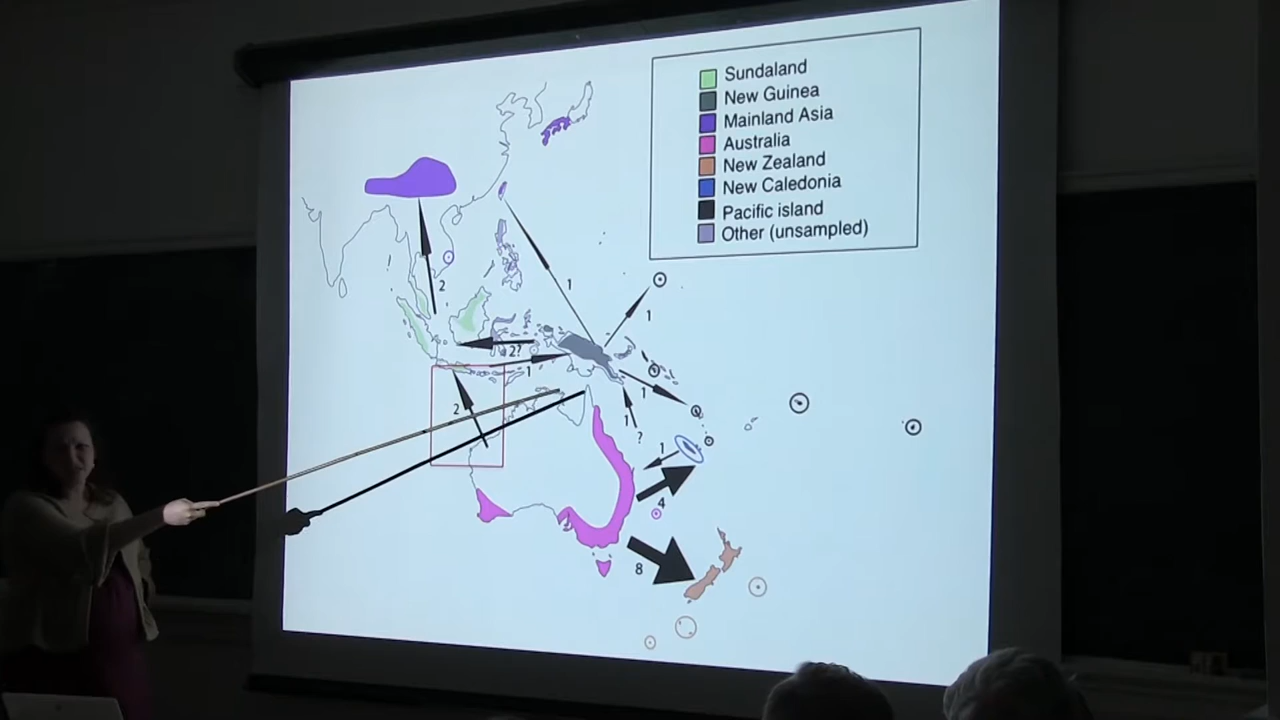 Sundaland
New Guinea
Mainland Asia
Australia
New Zealand
New Caledonia
Pacific island
Other (unsampled)
2
1
1
2?
1
1
2
1
?
1
4
8